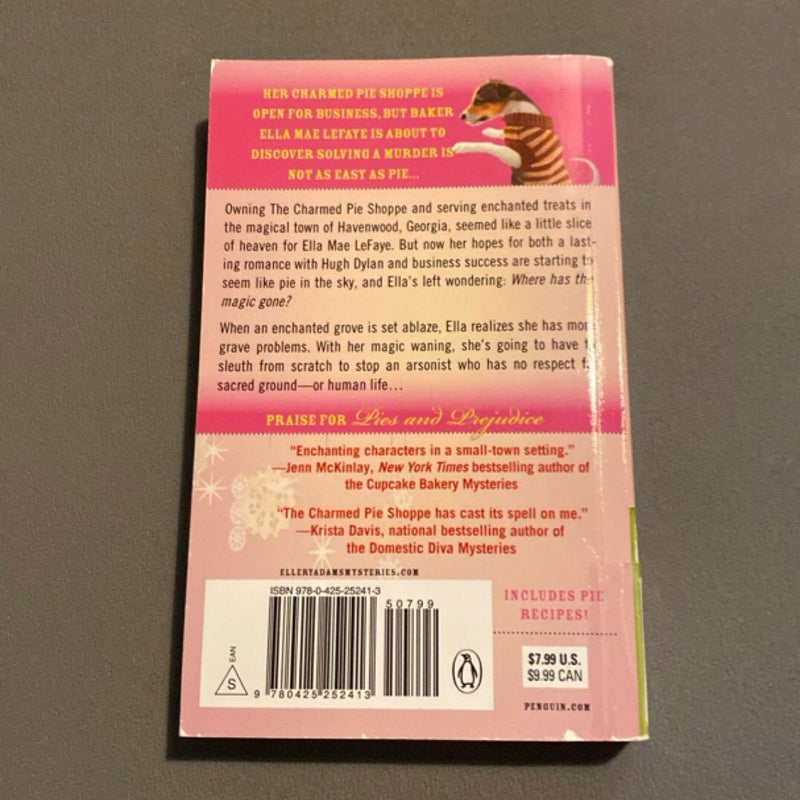 HER CHARMED PIE SHOPPE IS
OPEN FOR BUSINESS, BUT BAKER
ELLA MAE LEFAYE IS ABOUT TO
DISCOVER SOLVING A MURDER IS
NOT AS EASY AS PIE...
Owning The Charmed Pie Shoppe and serving enchanted treats in
the magical town of Havenwood, Georgia, seemed like a little slice
of heaven for Ella Mae LeFaye. But now her hopes for both a last-
ing romance with Hugh Dylan and business success are starting to
seem like pie in the sky, and Ella's left wondering: Where has the
magic gone?
When an enchanted grove is set ablaze, Ella realizes she has more
grave problems. With her magic waning, she's going to have to
sleuth from scratch to stop an arsonist who has no respect for
sacred ground—or human life...
PRAISE FOR Pies and Prejudice
"Enchanting characters in a small-town setting."
—Jenn McKinlay, New York Times bestselling author of
the Cupcake Bakery Mysteries
"The Charmed Pie Shoppe has cast its spell on me."
—Krista Davis, national bestselling author of
the Domestic Diva Mysteries
ELLERYADAMSMYSTERIES.COM
ISBN 978-0-425-25241-3
50799
EAN
S
9 780425 252413
INCLUDES PIE
RECIPES!
$7.99 U.S.
$9.99 CAN
PENGUIN.COM